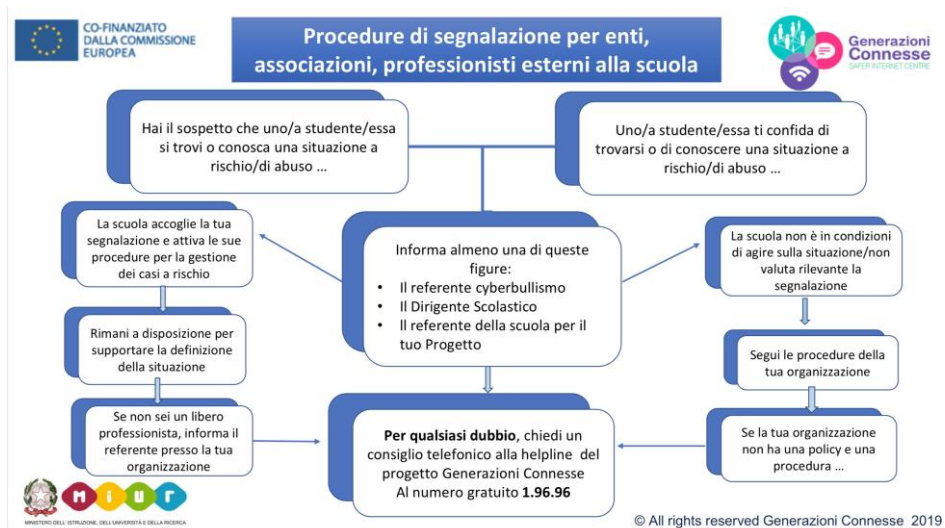 CO-FINANZIATO
DALLA COMMISSIONE
EUROPEA
Procedure di segnalazione per enti,
associazioni, professionisti esterni alla scuola
Generazioni
Connesse
SAFER INTERNET CENTRE
Hai il sospetto che uno/a studente/essa
si trovi o conosca una situazione a
rischio/di abuso ...
Uno/a studente/essa ti confida di
trovarsi o di conoscere una situazione a
rischio/di abuso ...
La scuola accoglie la tua
segnalazione e attiva le sue
procedure per la gestione
dei casi a rischio
Informa almeno una di queste
figure:
• Il referente cyberbullismo
• Il Dirigente Scolastico
• Il referente della scuola per il
tuo Progetto
La scuola non è in condizioni
di agire sulla situazione/non
valuta rilevante la
segnalazione
Rimani a disposizione per
supportare la definizione
della situazione
Segui le procedure della
tua organizzazione
Se non sei un libero
professionista, informa il
referente presso la tua
organizzazione
Per qualsiasi dubbio, chiedi un
consiglio telefonico alla helpline del
progetto Generazioni Connesse
Al numero gratuito 1.96.96
Se la tua organizzazione
non ha una policy e una
procedura ...
miur
MINISTERO DELL'ISTRUZIONE, DELL'UNIVERSITÀ E DELLA RICERCA
© All rights reserved Generazioni Connesse 2019